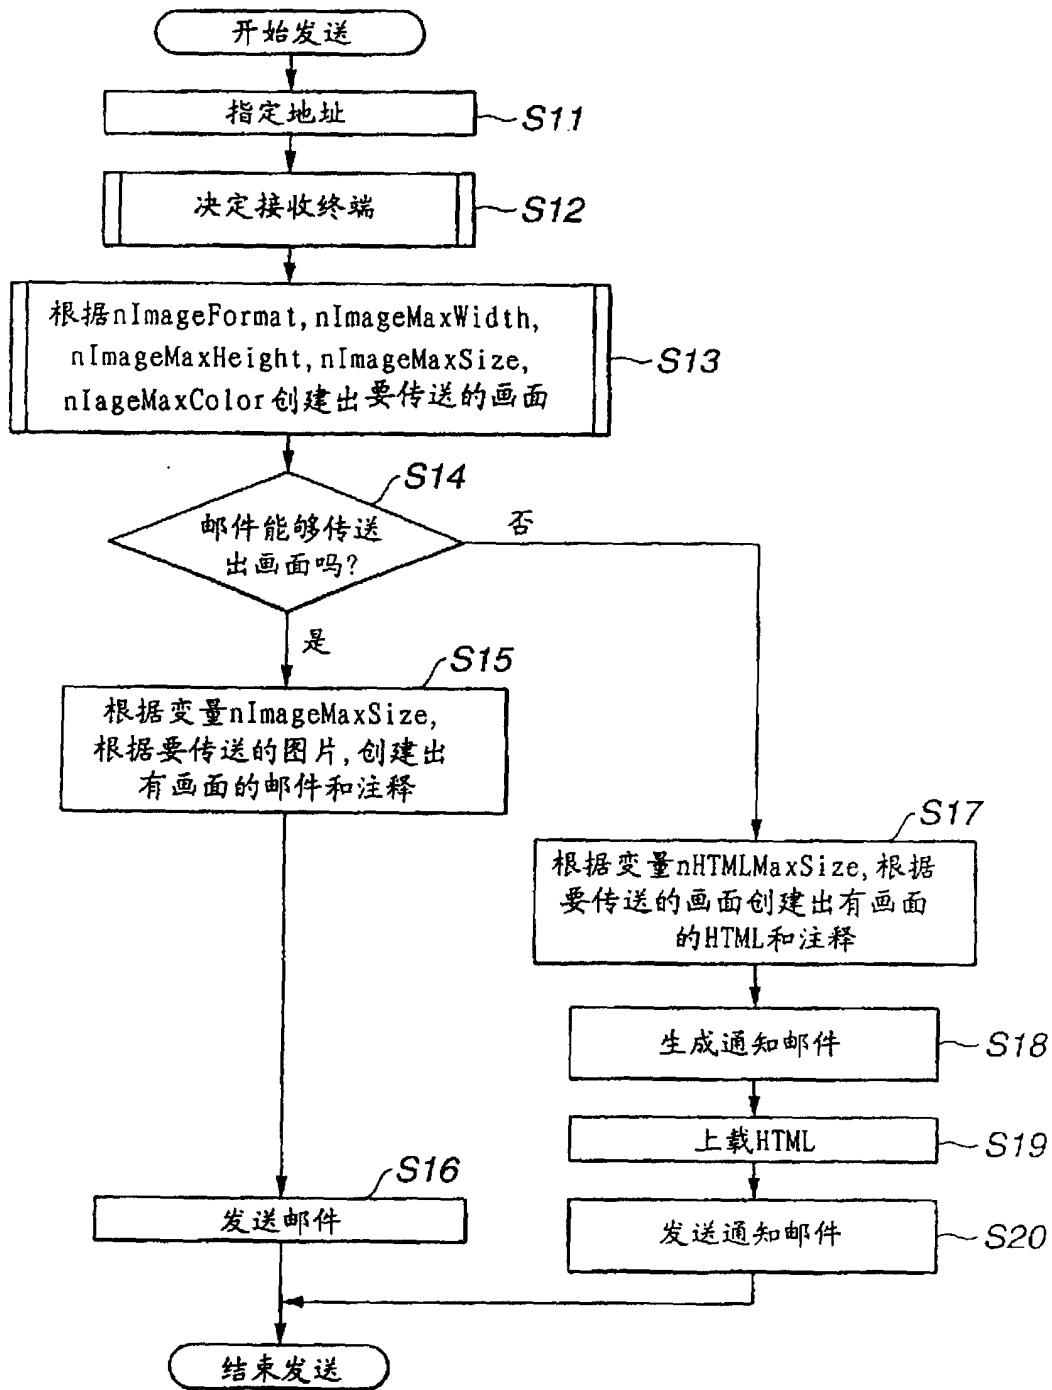 开始发送
指定地址
S11
决定接收终端
S12
根据nImageFormat,nImageMaxWidth,
nImageMaxHeight,nImageMaxSize,
nIageMaxColor创建出要传送的画面
S13
S14
邮件能够传送
出画面吗?
否
是
S15
根据变量nImageMaxSize,
根据要传送的图片,创建出
有画面的邮件和注释
S17
根据变量nHTMLMaxSize,根据
要传送的画面创建出有画面
的HTML和注释
生成通知邮件
S18
上载HTML
S19
S16
发送邮件
发送通知邮件
S20
结束发送